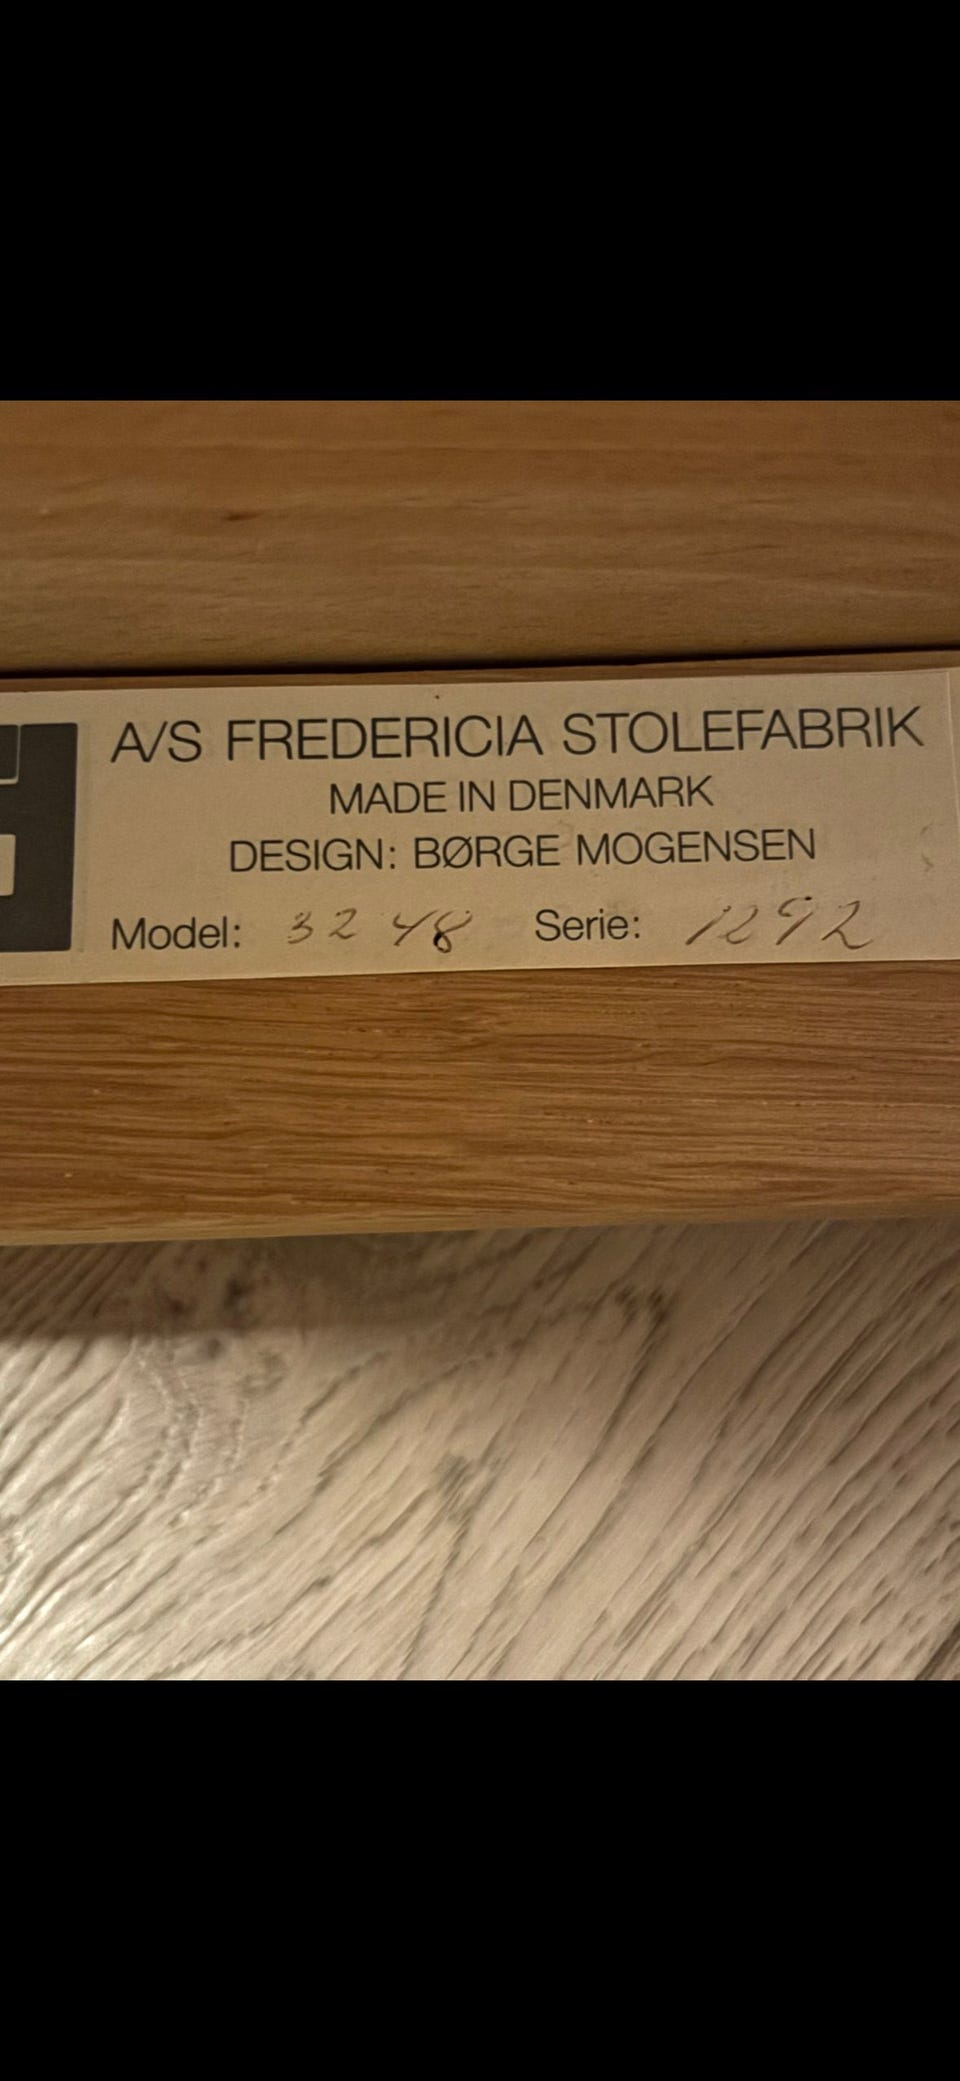 A/S FREDERICIA STOLEFABRIK
MADE IN DENMARK
DESIGN: BØRGE MOGENSEN
Model: 3248 Serie: 1292